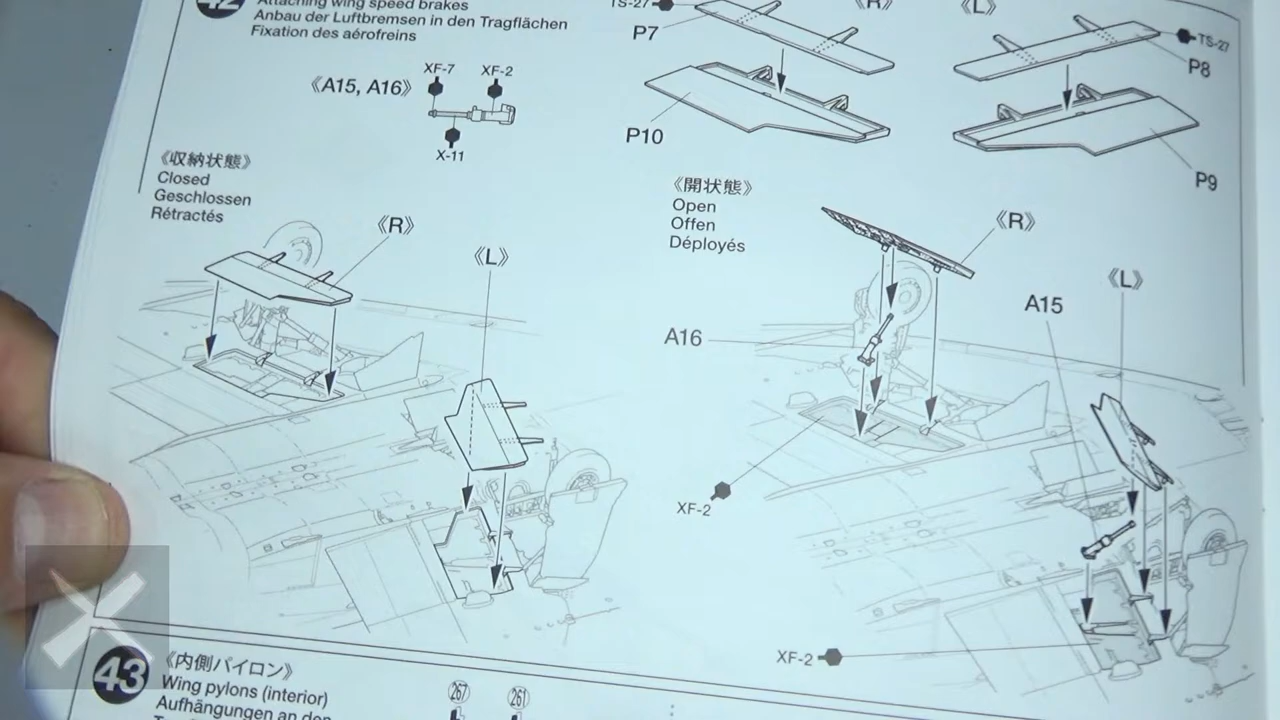 42
Attaching wing speed brakes
Anbau der Luftbremsen in den Tragflächen
Fixation des aérofreins
《A15, A16》
XF-7
XF-2
X-11
TS-27
P7
《R》
P10
《L》
TS-27
P8
P9
《収納状態》
Closed
Geschlossen
Rétractés
《R》
《L》
《開状態》
Open
Offen
Déployés
《R》
《L》
A15
A16
XF-2
XF-2
43
《内側パイロン》
Wing pylons (interior)
Aufhängungen an den
267
261